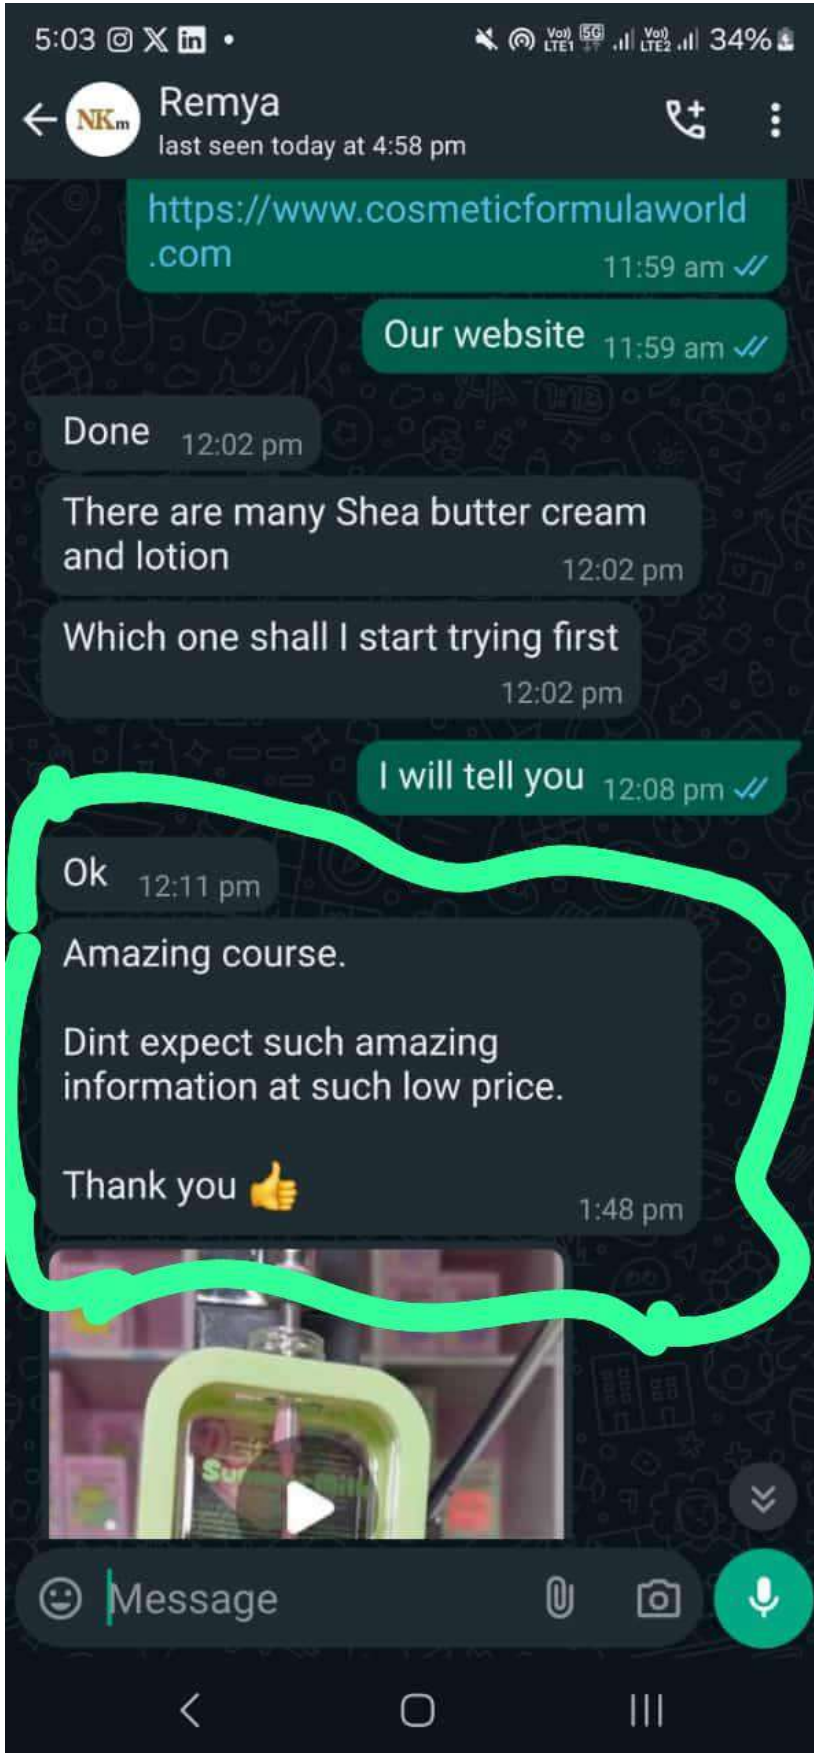 5:03
VoLTE1 5G VoLTE2 34%
NKm
Remya
last seen today at 4:58 pm
https://www.cosmeticformulaworld
.com
11:59 am
Our website 11:59 am
Done 12:02 pm
There are many Shea butter cream
and lotion
12:02 pm
Which one shall I start trying first
12:02 pm
I will tell you 12:08 pm
Ok 12:11 pm
Amazing course.
Dint expect such amazing
information at such low price.
Thank you 👍
1:48 pm
Message